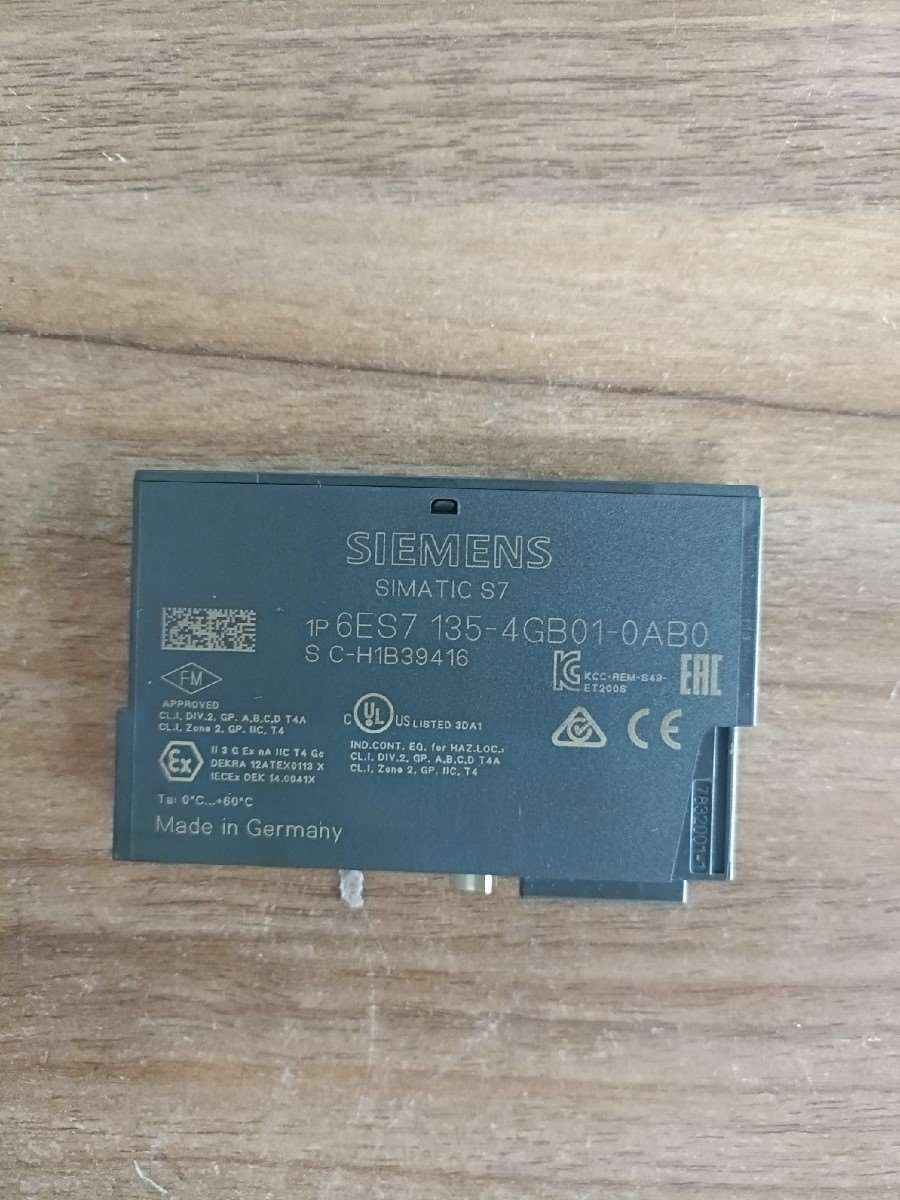 SIEMENS
SIMATIC S7
1P 6ES7 135-4GB01-0AB0
S C-H1B39416
KCC-REM-S49-
ET200S
EAC
FM
APPROVED
CL.I, DIV.2, GP. A,B,C,D T4A
CL.I, Zone 2, GP. IIC, T4
C UL US LISTED 3DA1
IND.CONT. EQ. for HAZ.LOC.:
CL.I, DIV.2, GP. A,B,C,D T4A
CL.I, Zone 2, GP. IIC, T4
CE
Ex
II 3 G Ex nA IIC T4 Gc
DEKRA 12ATEX0113 X
IECEx DEK 14.0041X
Ta: 0°C...+60°C
Made in Germany